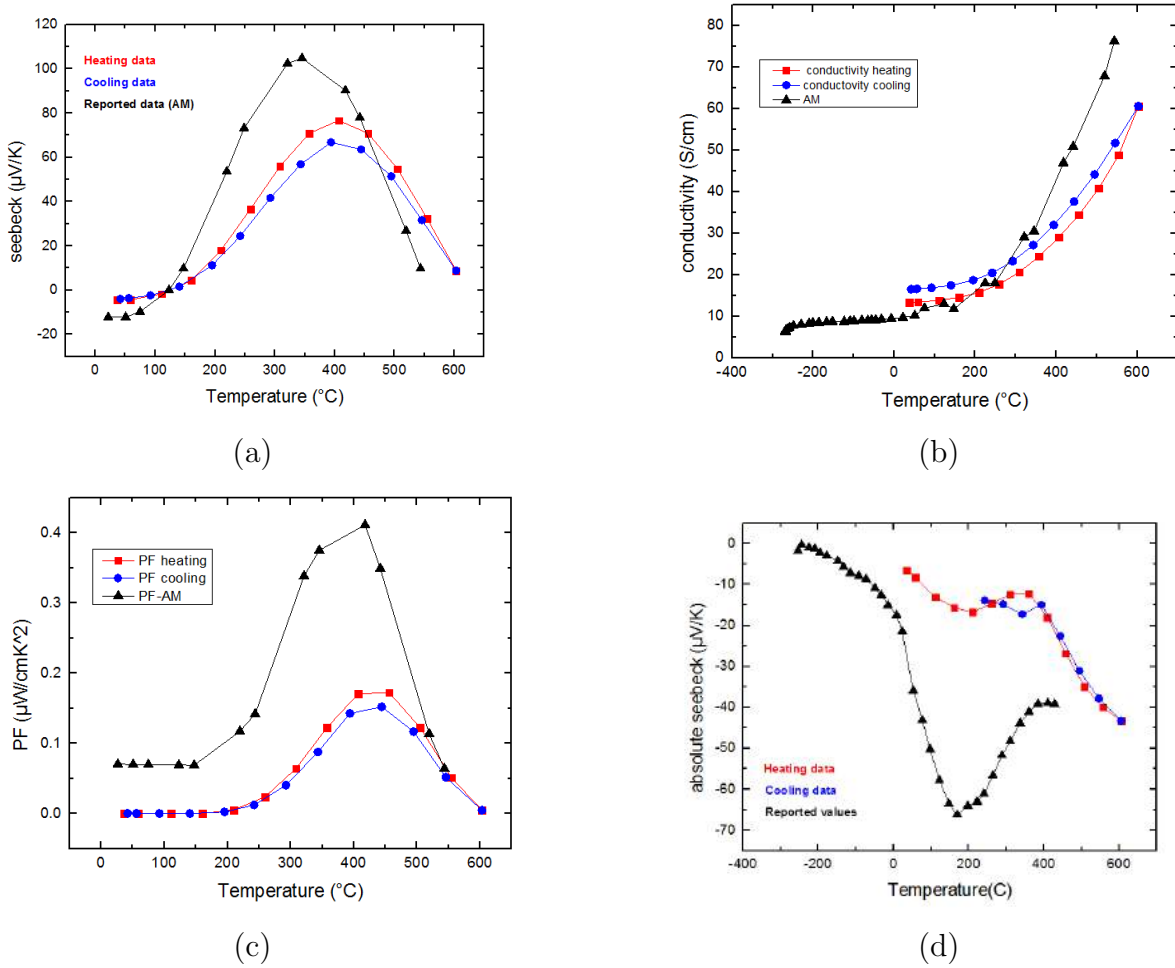 120
100
80
60
40
20
0
-20
seebeck (µV/K)
Heating data
Cooling data
Reported data (AM)
0 100 200 300 400 500 600
Temperature (°C)
(a)
80
70
60
50
40
30
20
10
0
conductivity (S/cm)
conductivity heating
conductovity cooling
AM
-400 -200 0 200 400 600
Temperature (°C)
(b)
0.4
0.3
0.2
0.1
0.0
PF (µW/cmK^2)
PF heating
PF cooling
PF-AM
0 100 200 300 400 500 600
Temperature (°C)
(c)
0
-10
-20
-30
-40
-50
-60
-70
absolute seebeck (µV/K)
Heating data
Cooling data
Reported values
-400 -200 0 200 400 600
Temperature(C)
(d)